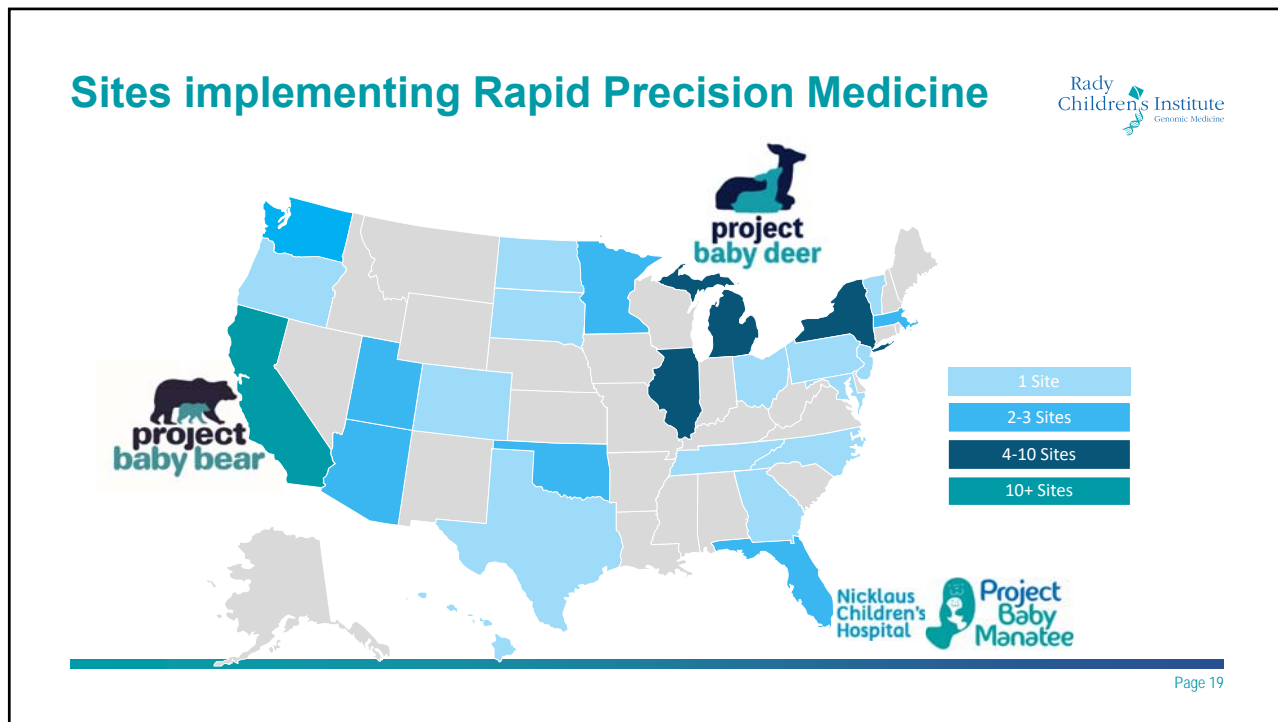 Sites implementing Rapid Precision Medicine
Rady
Children's Institute
Genomic Medicine
project
baby deer
project
baby bear
1 Site
2-3 Sites
4-10 Sites
10+ Sites
Nicklaus
Children's
Hospital
Project
Baby
Manatee
Page 19